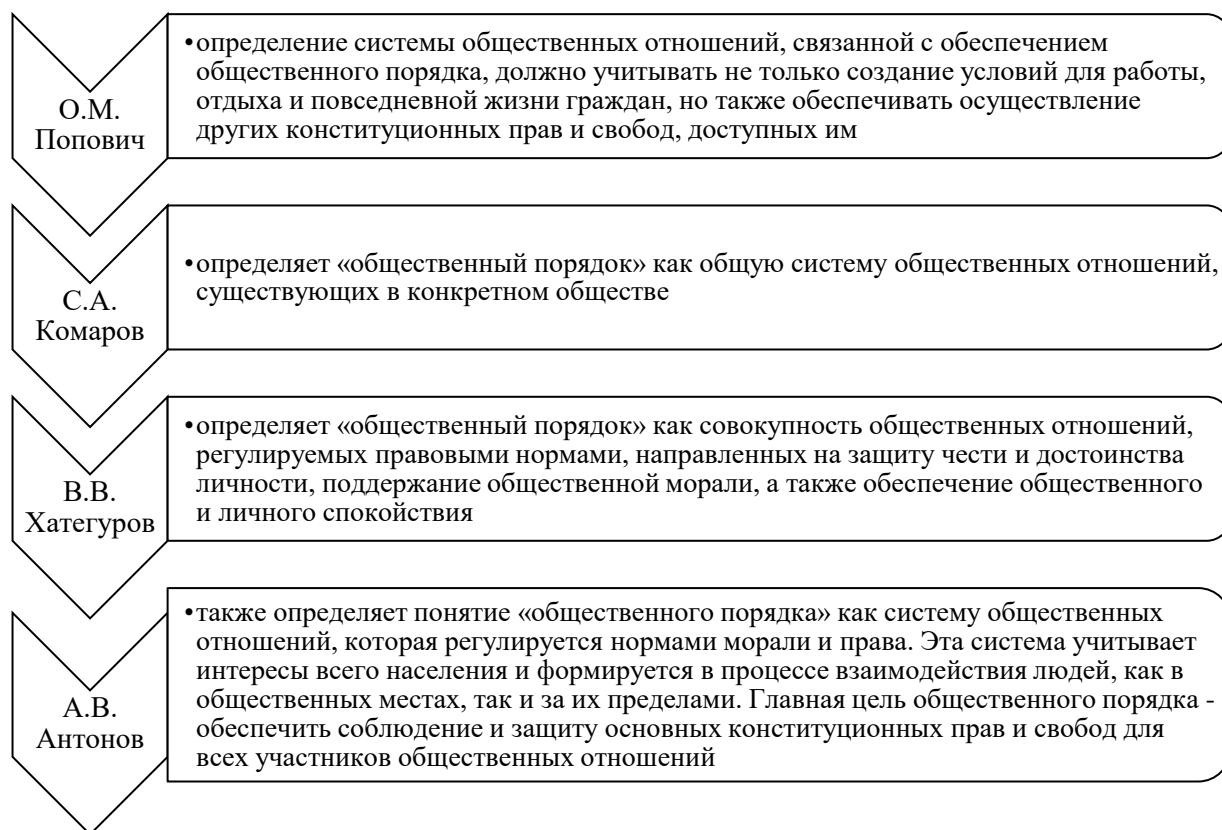 О.М.
Попович
•определение системы общественных отношений, связанной с обеспечением
общественного порядка, должно учитывать не только создание условий для работы,
отдыха и повседневной жизни граждан, но также обеспечивать осуществление
других конституционных прав и свобод, доступных им
С.А.
Комаров
•определяет «общественный порядок» как общую систему общественных отношений,
существующих в конкретном обществе
В.В.
Хатегуров
•определяет «общественный порядок» как совокупность общественных отношений,
регулируемых правовыми нормами, направленных на защиту чести и достоинства
личности, поддержание общественной морали, а также обеспечение общественного
и личного спокойствия
А.В.
Антонов
•также определяет понятие «общественного порядка» как систему общественных
отношений, которая регулируется нормами морали и права. Эта система учитывает
интересы всего населения и формируется в процессе взаимодействия людей, как в
общественных местах, так и за их пределами. Главная цель общественного порядка -
обеспечить соблюдение и защиту основных конституционных прав и свобод для
всех участников общественных отношений